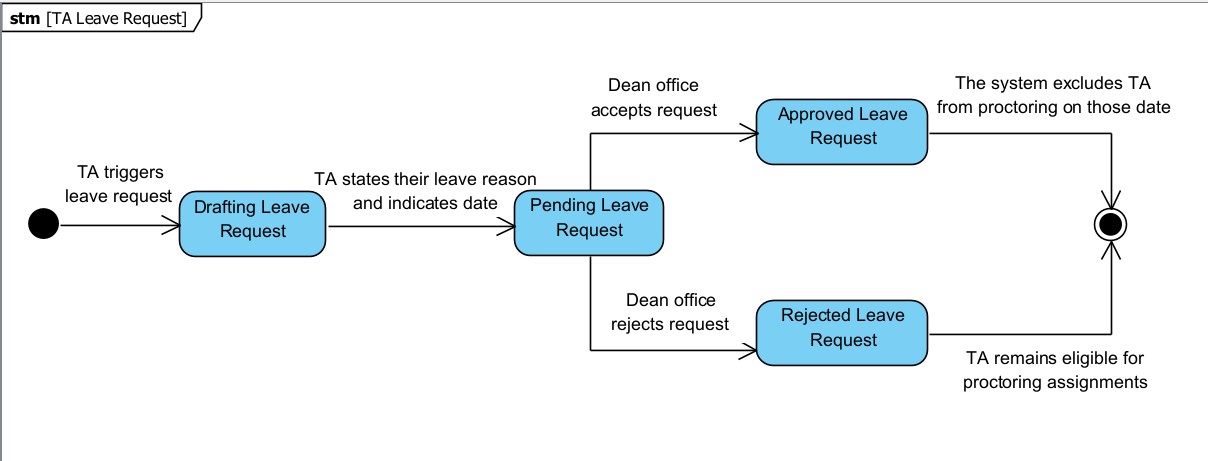 stm [TA Leave Request]
TA triggers
leave request
Drafting Leave
Request
TA states their leave reason
and indicates date
Pending Leave
Request
Dean office
accepts request
Approved Leave
Request
The system excludes TA
from proctoring on those date
Dean office
rejects request
Rejected Leave
Request
TA remains eligible for
proctoring assignments